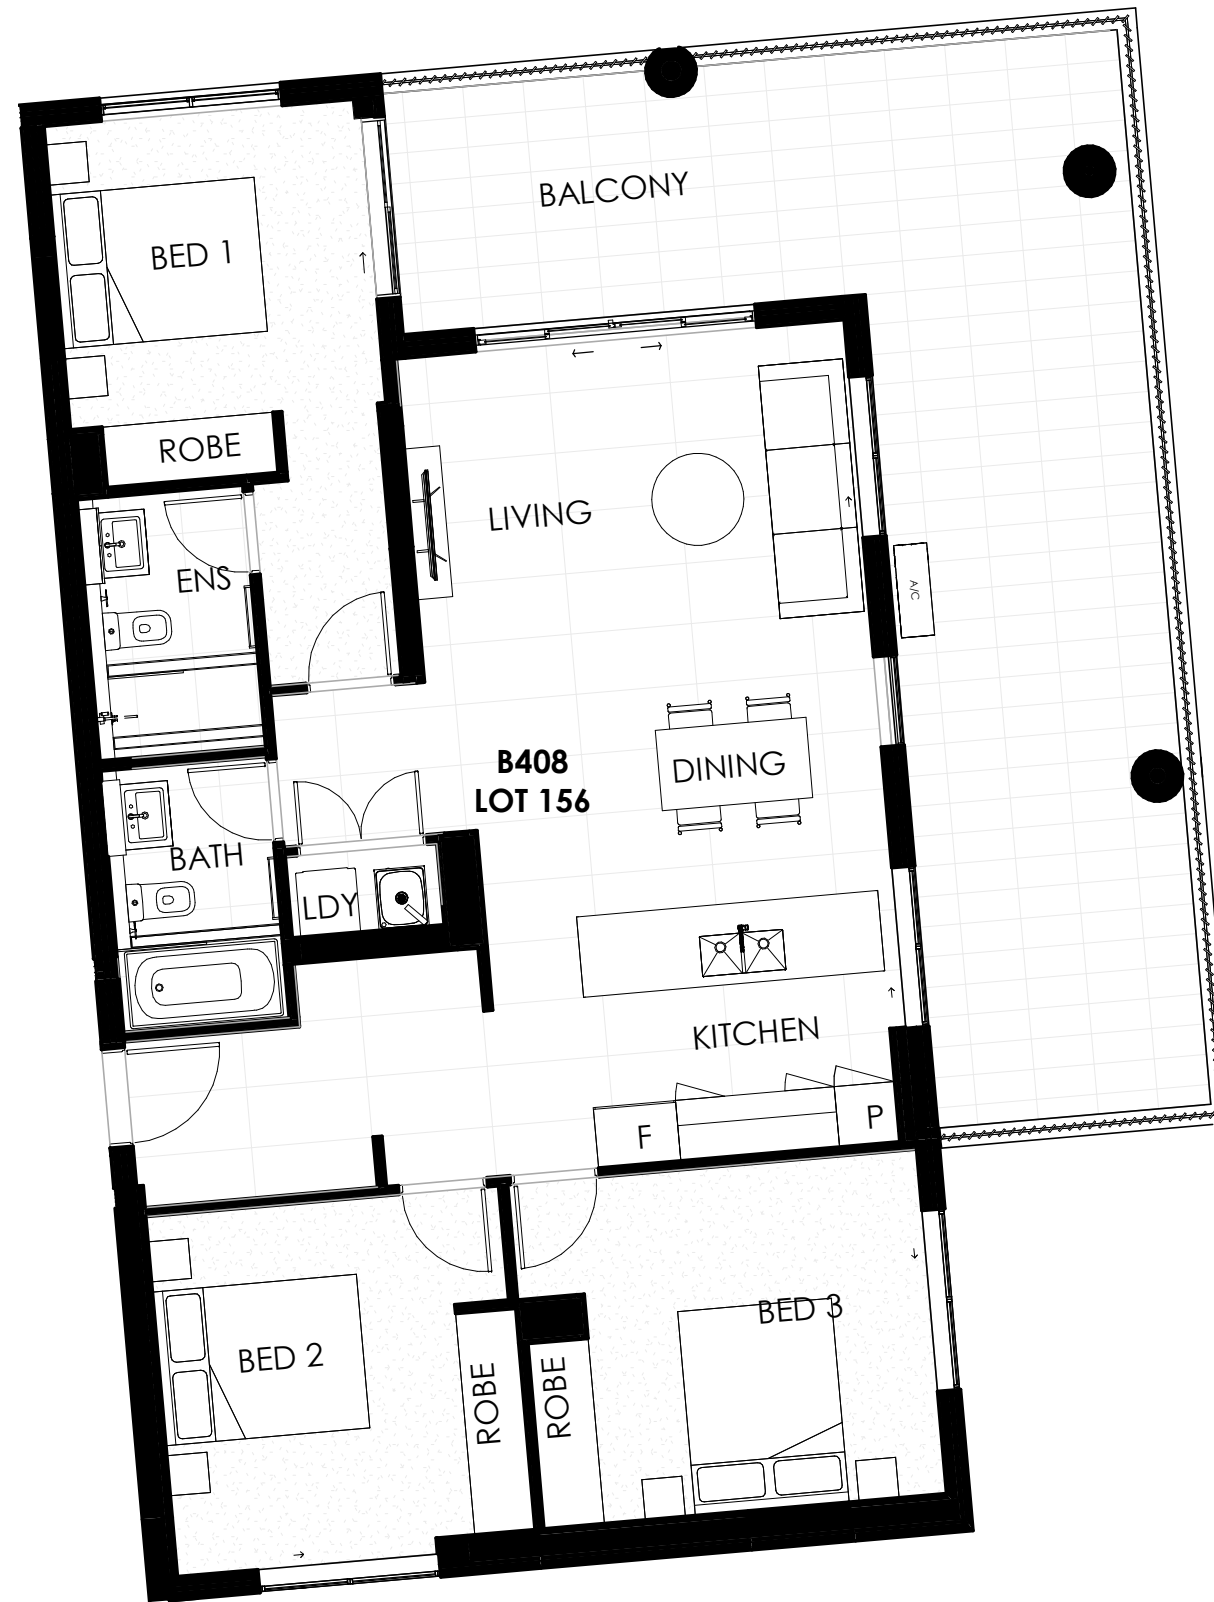 BALCONY
BED 1
ROBE
LIVING
ENS
A/C
B408
LOT 156
DINING
BATH
LDY
KITCHEN
F
P
BED 2
ROBE
ROBE
BED 3